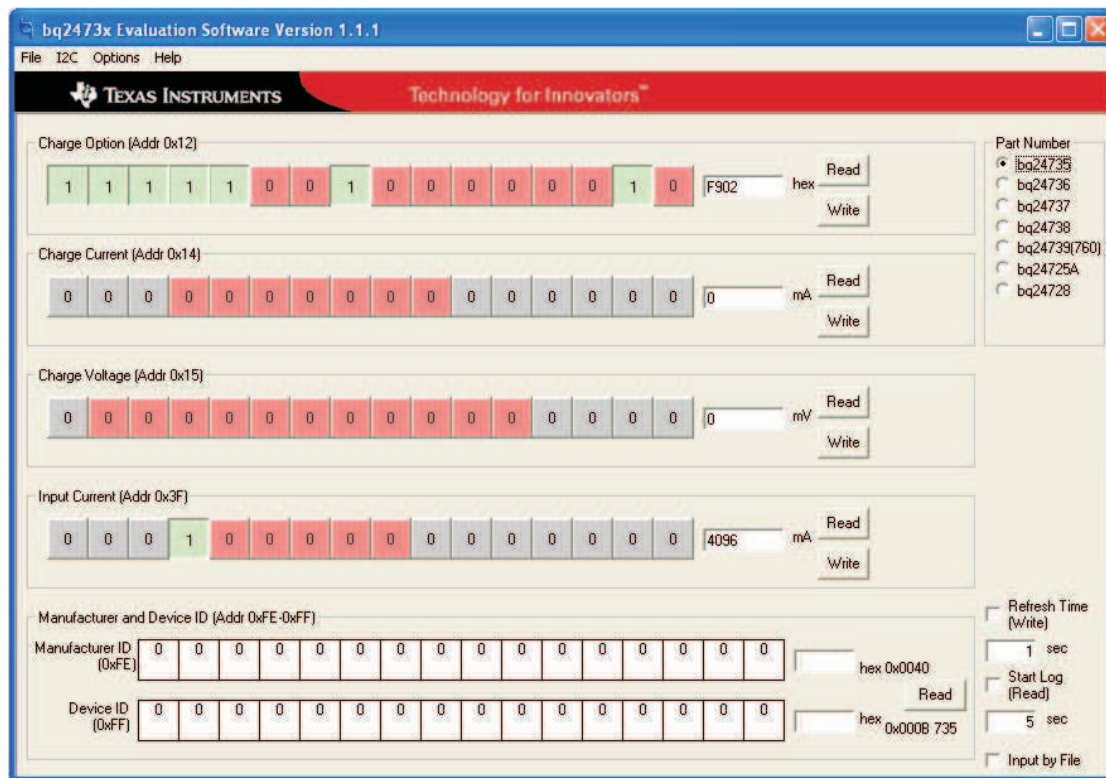 bq2473x Evaluation Software Version 1.1.1
File I2C Options Help
TEXAS INSTRUMENTS Technology for Innovators™
Charge Option (Addr 0x12)
1 1 1 1 1 0 0 1 0 0 0 0 0 0 1 0 F902 hex Read
Write
Charge Current (Addr 0x14)
0 0 0 0 0 0 0 0 0 0 0 0 0 0 0 0 0 mA Read
Write
Charge Voltage (Addr 0x15)
0 0 0 0 0 0 0 0 0 0 0 0 0 0 0 0 0 mV Read
Write
Input Current (Addr 0x3F)
0 0 0 1 0 0 0 0 0 0 0 0 0 0 0 0 4096 mA Read
Write
Manufacturer and Device ID (Addr 0xFE-0xFF)
Manufacturer ID
(0xFE)
0 0 0 0 0 0 0 0 0 0 0 0 0 0 0 0 hex 0x0040
Read
Device ID
(0xFF)
0 0 0 0 0 0 0 0 0 0 0 0 0 0 0 0 hex
0x000B 735
Part Number
bq24735
bq24736
bq24737
bq24738
bq24739(760)
bq24725A
bq24728
Refresh Time
(Write)
1 sec
Start Log
(Read)
5 sec
Input by File